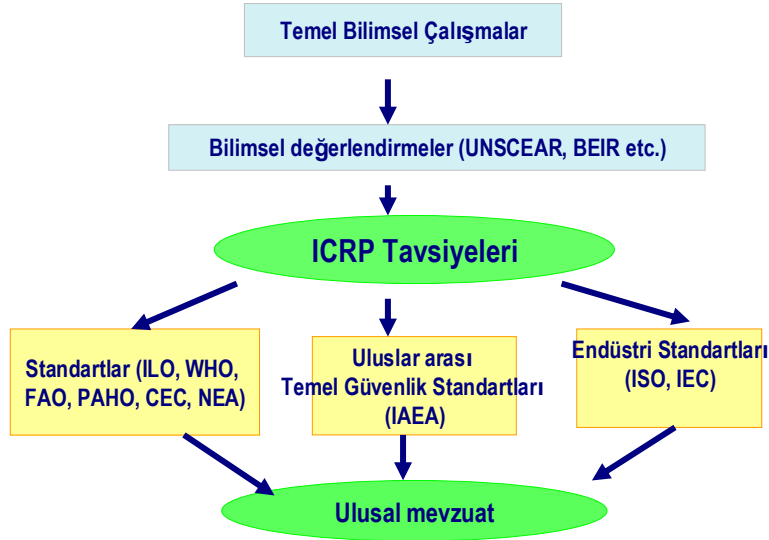 Temel Bilimsel Çalışmalar
Bilimsel değerlendirmeler (UNSCEAR, BEIR etc.)
ICRP Tavsiyeleri
Standartlar (ILO, WHO,
FAO, PAHO, CEC, NEA)
Uluslar arası
Temel Güvenlik Standartları
(IAEA)
Endüstri Standartları
(ISO, IEC)
Ulusal mevzuat